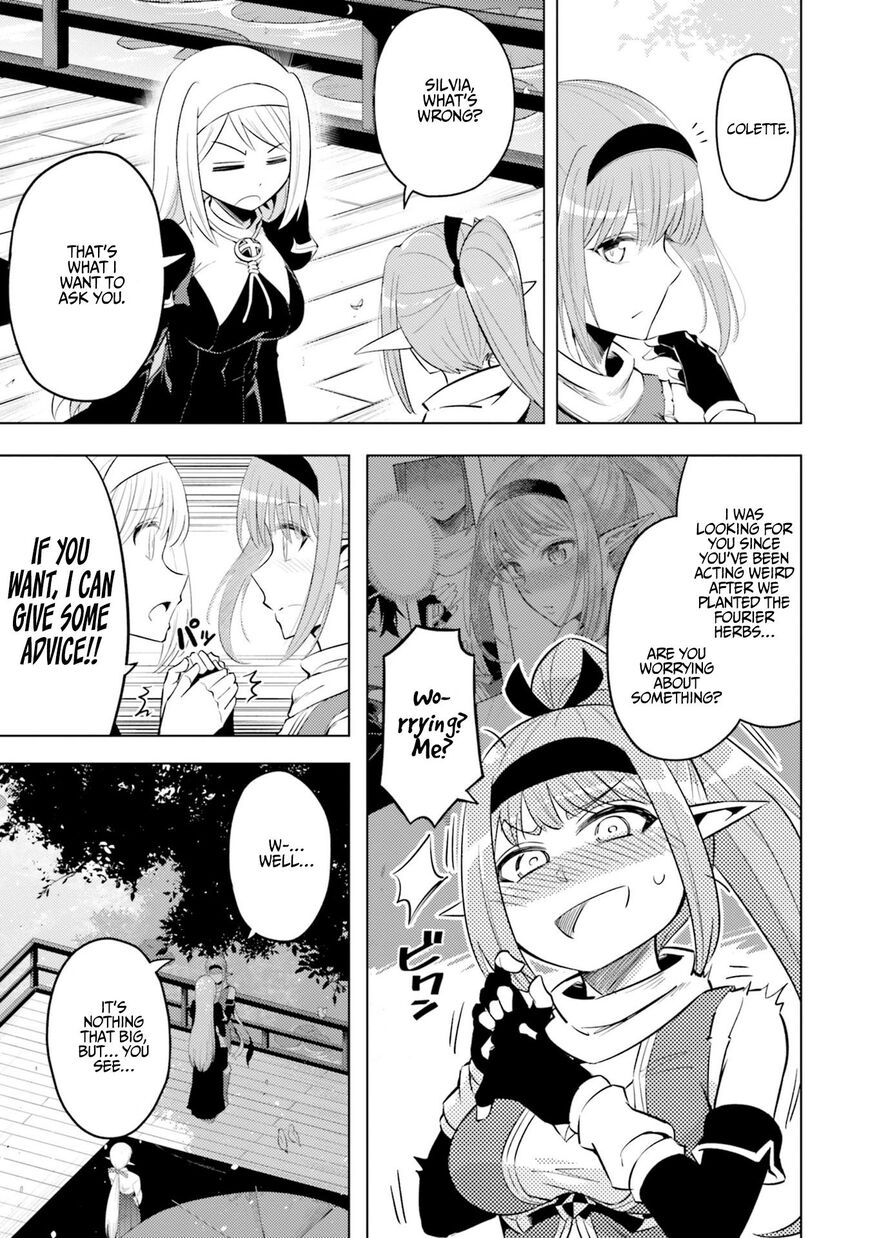 COLETTE.
SILVIA,
WHAT'S
WRONG?
THAT'S
WHAT I
WANT TO
ASK YOU.
I WAS
LOOKING FOR
YOU SINCE
YOU'VE BEEN
ACTING WEIRD
AFTER WE
PLANTED THE
FOURIER
HERBS...
ARE YOU
WORRYING
ABOUT
SOMETHING?
Wo-
rrying?
Me?
ビクン
IF YOU
WANT, I CAN
GIVE SOME
ADVICE!!
パッ
W-...
WELL...
IT'S
NOTHING
THAT BIG,
BUT... YOU
SEE...